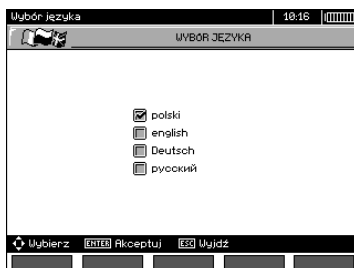 Wybór języka 10:16
WYBÓR JĘZYKA
polski
english
Deutsch
русский
Wybierz ENTER Akceptuj ESC Wyjdź